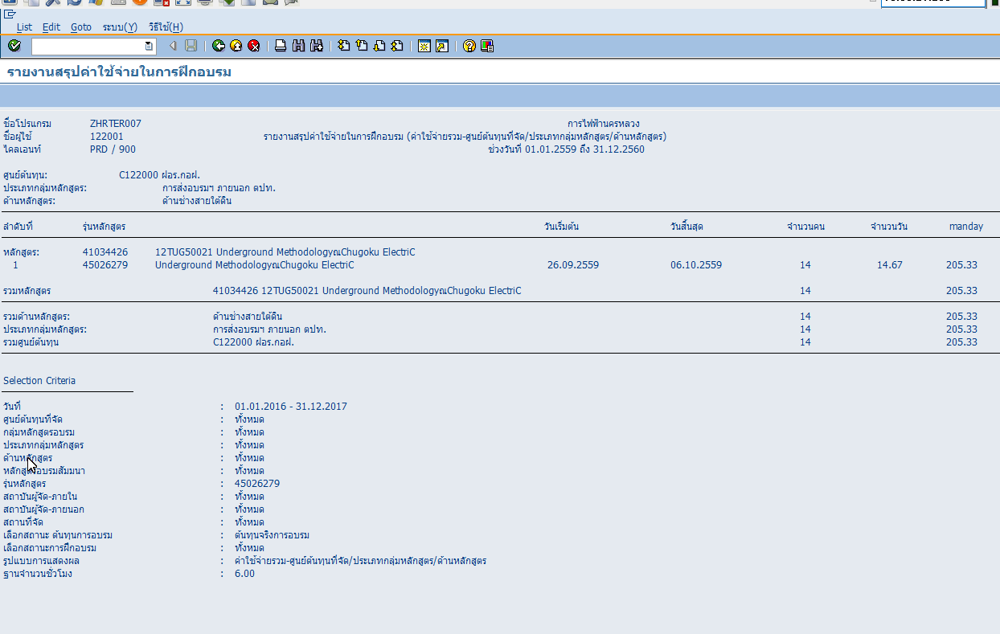 List Edit Goto ระบบ(Y) วิธีใช้(H)
รายงานสรุปค่าใช้จ่ายในการฝึกอบรม
ชื่อโปรแกรม ZHRTER007 การไฟฟ้านครหลวง
ชื่อผู้ใช้ 122001 รายงานสรุปค่าใช้จ่ายในการฝึกอบรม (ค่าใช้จ่ายรวม-ศูนย์ต้นทุนที่จัด/ประเภทกลุ่มหลักสูตร/ด้านหลักสูตร)
ไคลเอนท์ PRD / 900 ช่วงวันที่ 01.01.2559 ถึง 31.12.2560
ศูนย์ต้นทุน: C122000 ฝอร.กอฝ.
ประเภทกลุ่มหลักสูตร: การส่งอบรมฯ ภายนอก ตปท.
ด้านหลักสูตร: ด้านช่างสายใต้ดิน
ลำดับที่ รุ่นหลักสูตร วันเริ่มต้น วันสิ้นสุด จำนวนคน จำนวนวัน manday
หลักสูตร: 41034426 12TUG50021 Underground MethodologyณChugoku ElectriC
1 45026279 Underground MethodologyณChugoku ElectriC 26.09.2559 06.10.2559 14 14.67 205.33
รวมหลักสูตร 41034426 12TUG50021 Underground MethodologyณChugoku ElectriC 14 205.33
รวมด้านหลักสูตร: ด้านช่างสายใต้ดิน 14 205.33
ประเภทกลุ่มหลักสูตร: การส่งอบรมฯ ภายนอก ตปท. 14 205.33
รวมศูนย์ต้นทุน C122000 ฝอร.กอฝ. 14 205.33
Selection Criteria
วันที่ : 01.01.2016 - 31.12.2017
ศูนย์ต้นทุนที่จัด : ทั้งหมด
กลุ่มหลักสูตรอบรม : ทั้งหมด
ประเภทกลุ่มหลักสูตร : ทั้งหมด
ด้านหลักสูตร : ทั้งหมด
หลักสูตรอบรมสัมมนา : ทั้งหมด
รุ่นหลักสูตร : 45026279
สถาบันผู้จัด-ภายใน : ทั้งหมด
สถาบันผู้จัด-ภายนอก : ทั้งหมด
สถานที่จัด : ทั้งหมด
เลือกสถานะ ต้นทุนการอบรม : ต้นทุนจริงการอบรม
เลือกสถานะการฝึกอบรม : ทั้งหมด
รูปแบบการแสดงผล : ค่าใช้จ่ายรวม-ศูนย์ต้นทุนที่จัด/ประเภทกลุ่มหลักสูตร/ด้านหลักสูตร
ฐานจำนวนชั่วโมง : 6.00